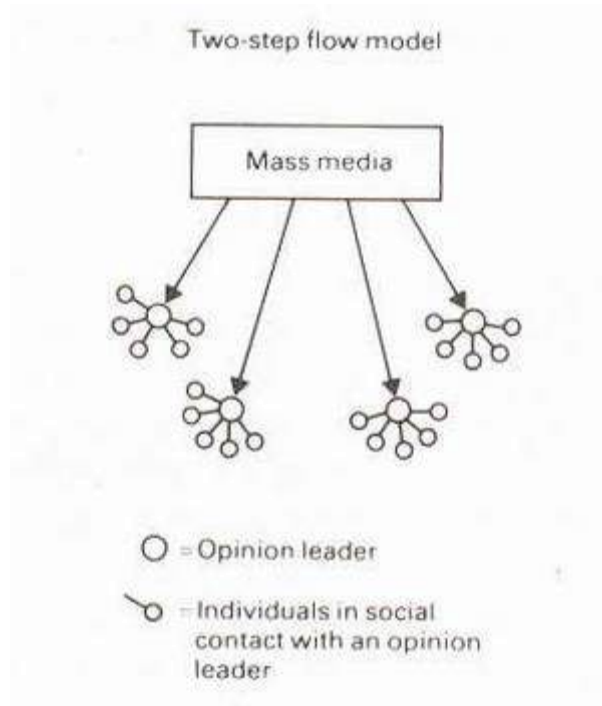 Two-step flow model
Mass media
= Opinion leader
= Individuals in social
contact with an opinion
leader